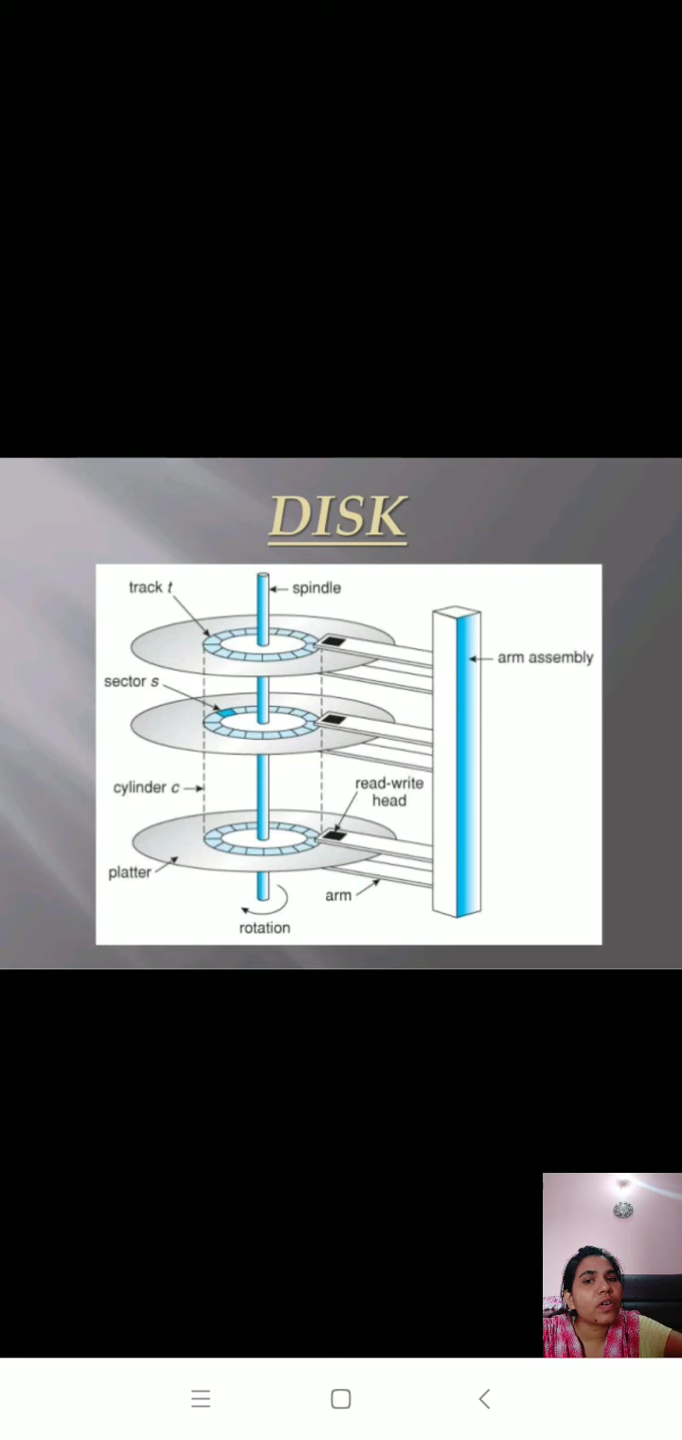 DISK
track t
spindle
arm assembly
sector s
cylinder c
read-write
head
platter
arm
rotation